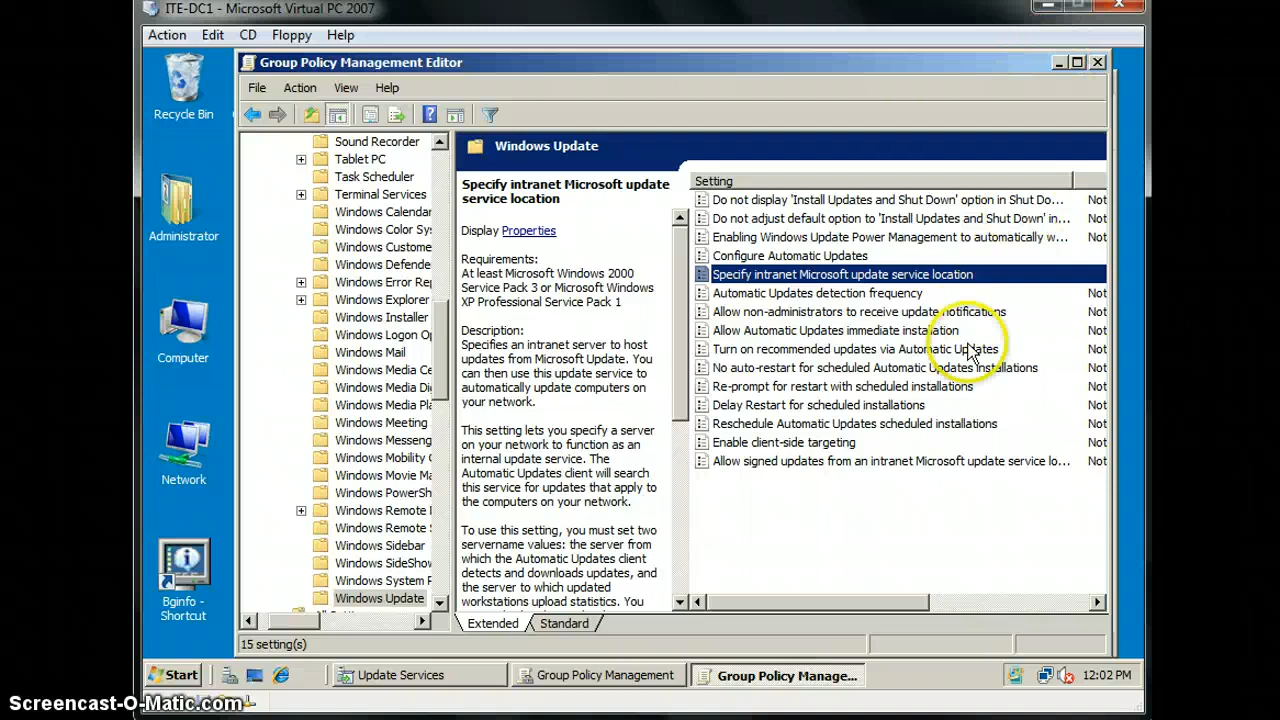 ITE-DC1 - Microsoft Virtual PC 2007
Action Edit CD Floppy Help
Group Policy Management Editor
File Action View Help
Recycle Bin
Administrator
Computer
Network
Bginfo -
Shortcut
Sound Recorder
Tablet PC
Task Scheduler
Terminal Services
Windows Calendar
Windows Color Sy
Windows Custome
Windows Defende
Windows Error Rep
Windows Explorer
Windows Installer
Windows Logon Op
Windows Mail
Windows Media Ce
Windows Media Di
Windows Media Pla
Windows Meeting
Windows Messeng
Windows Mobility C
Windows Movie Ma
Windows PowerSh
Windows Remote
Windows Remote
Windows Sidebar
Windows SideSho
Windows System P
Windows Update
Windows Update
Specify intranet Microsoft update
service location
Display Properties
Requirements:
At least Microsoft Windows 2000
Service Pack 3 or Microsoft Windows
XP Professional Service Pack 1
Description:
Specifies an intranet server to host
updates from Microsoft Update. You
can then use this update service to
automatically update computers on
your network.
This setting lets you specify a server
on your network to function as an
internal update service. The
Automatic Updates client will search
this service for updates that apply to
the computers on your network.
To use this setting, you must set two
servername values: the server from
which the Automatic Updates client
detects and downloads updates, and
the server to which updated
workstations upload statistics. You
Setting
Do not display 'Install Updates and Shut Down' option in Shut Do... Not
Do not adjust default option to 'Install Updates and Shut Down' in... Not
Enabling Windows Update Power Management to automatically w... Not
Configure Automatic Updates
Specify intranet Microsoft update service location
Automatic Updates detection frequency Not
Allow non-administrators to receive update notifications Not
Allow Automatic Updates immediate installation Not
Turn on recommended updates via Automatic Updates Not
No auto-restart for scheduled Automatic Updates installations Not
Re-prompt for restart with scheduled installations Not
Delay Restart for scheduled installations Not
Reschedule Automatic Updates scheduled installations Not
Enable client-side targeting Not
Allow signed updates from an intranet Microsoft update service lo... Not
Extended Standard
15 setting(s)
Start Update Services Group Policy Management Group Policy Manage... 12:02 PM
Screencast-O-Matic.com